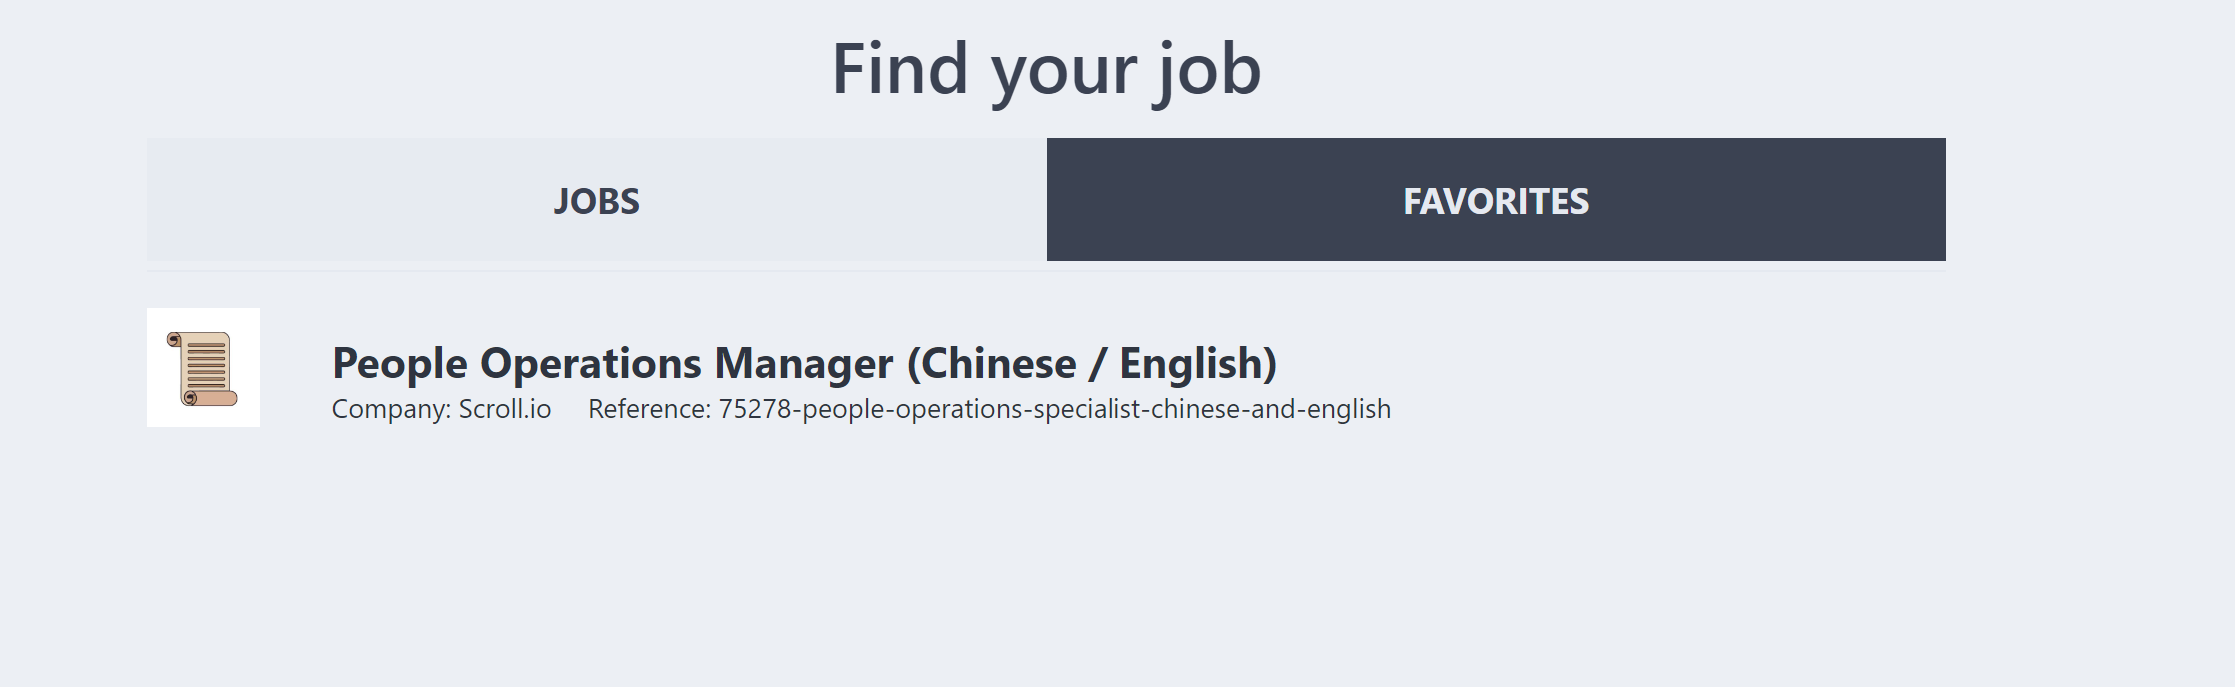 Find your job
JOBS
FAVORITES
People Operations Manager (Chinese / English)
Company: Scroll.io Reference: 75278-people-operations-specialist-chinese-and-english